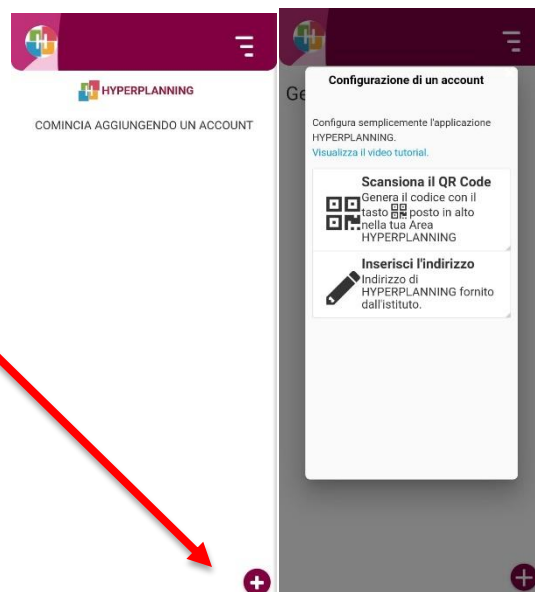 HYPERPLANNING
COMINCIA AGGIUNGENDO UN ACCOUNT
Ge
Configurazione di un account
Configura semplicemente l'applicazione
HYPERPLANNING.
Visualizza il video tutorial.
Scansiona il QR Code
Genera il codice con il
tasto posto in alto
nella tua Area
HYPERPLANNING
Inserisci l'indirizzo
Indirizzo di
HYPERPLANNING fornito
dall'istituto.